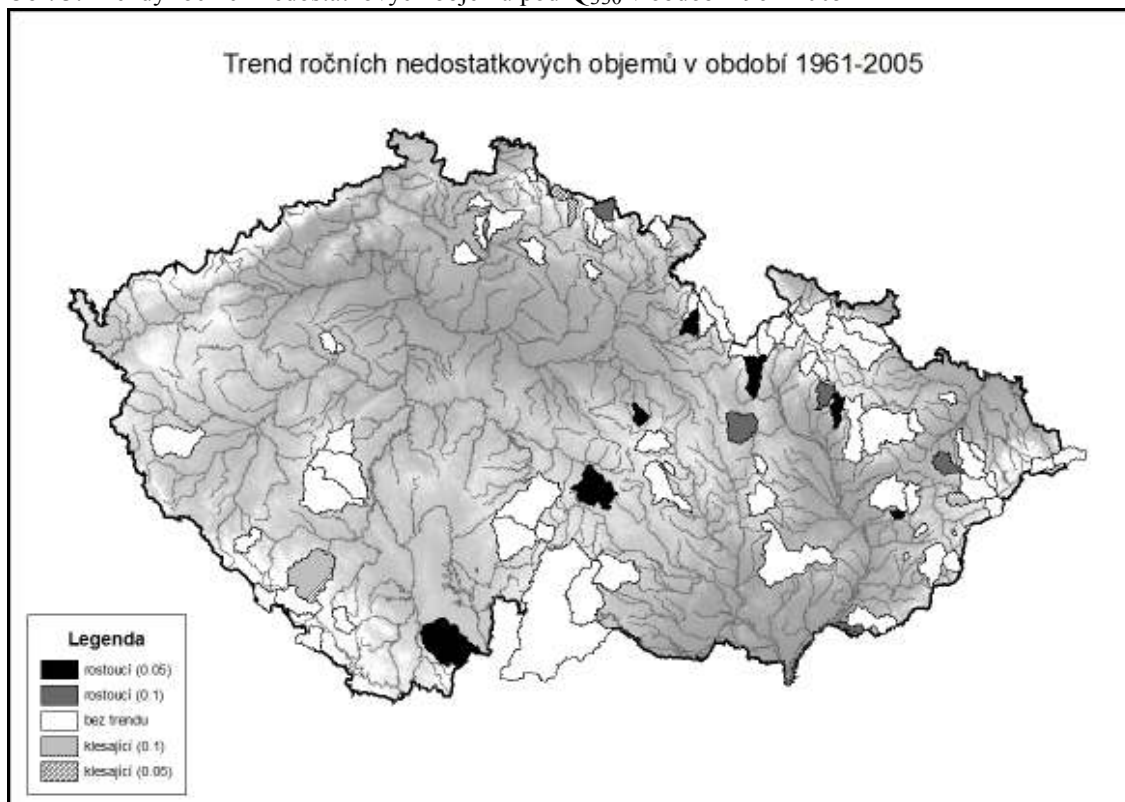 Trend ročních nedostatkových objemů v období 1961-2005
Legenda
rostoucí (0.05)
rostoucí (0.1)
bez trendu
klesající (0.1)
klesající (0.05)